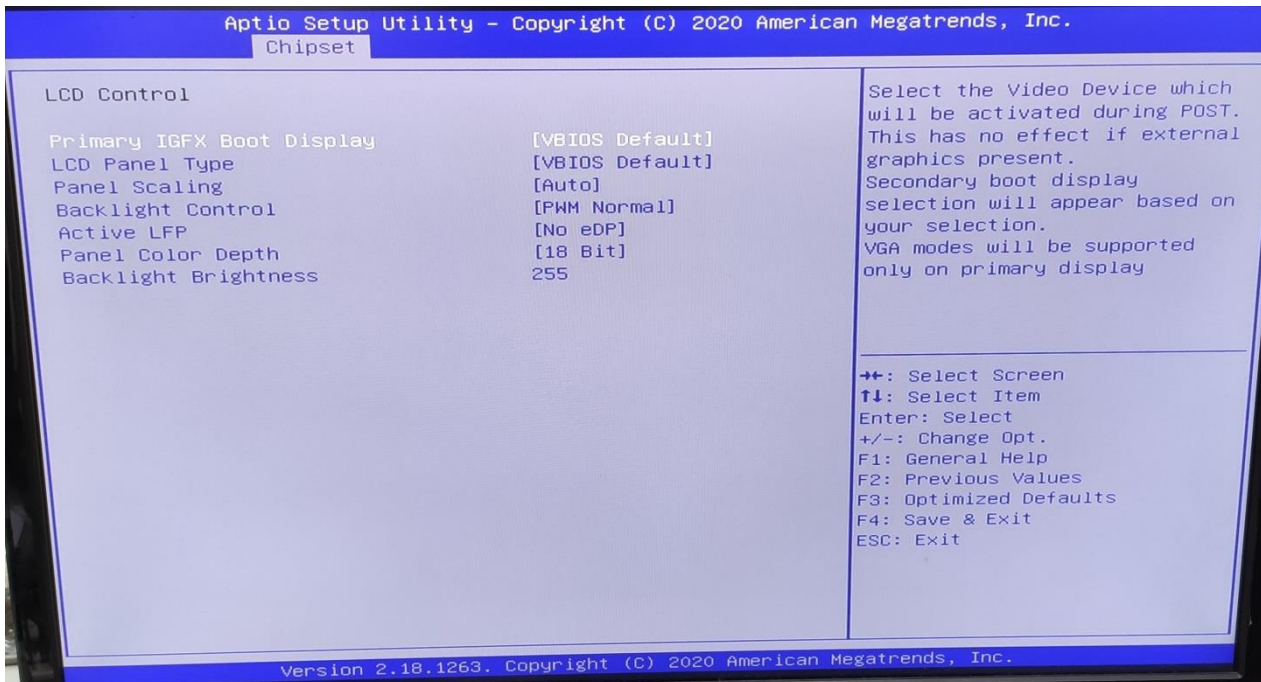 Aptio Setup Utility – Copyright (C) 2020 American Megatrends, Inc.
Chipset
LCD Control
Primary IGFX Boot Display [VBIOS Default]
LCD Panel Type [VBIOS Default]
Panel Scaling [Auto]
Backlight Control [PWM Normal]
Active LFP [No eDP]
Panel Color Depth [18 Bit]
Backlight Brightness 255
Select the Video Device which
will be activated during POST.
This has no effect if external
graphics present.
Secondary boot display
selection will appear based on
your selection.
VGA modes will be supported
only on primary display
→←: Select Screen
↑↓: Select Item
Enter: Select
+/-: Change Opt.
F1: General Help
F2: Previous Values
F3: Optimized Defaults
F4: Save & Exit
ESC: Exit
Version 2.18.1263. Copyright (C) 2020 American Megatrends, Inc.